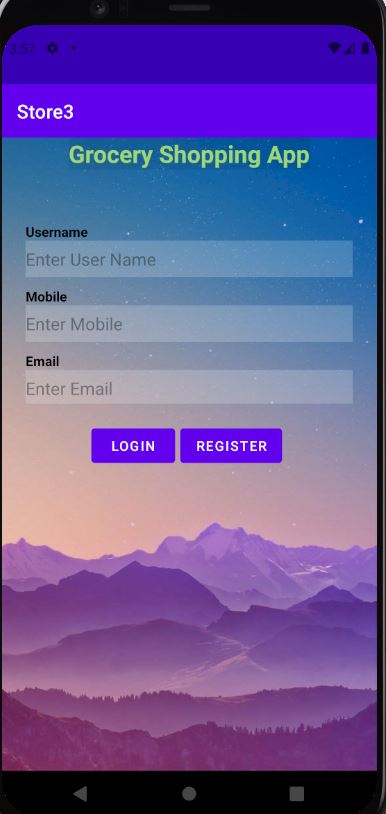 3:57
Store3
Grocery Shopping App
Username
Enter User Name
Mobile
Enter Mobile
Email
Enter Email
LOGIN REGISTER